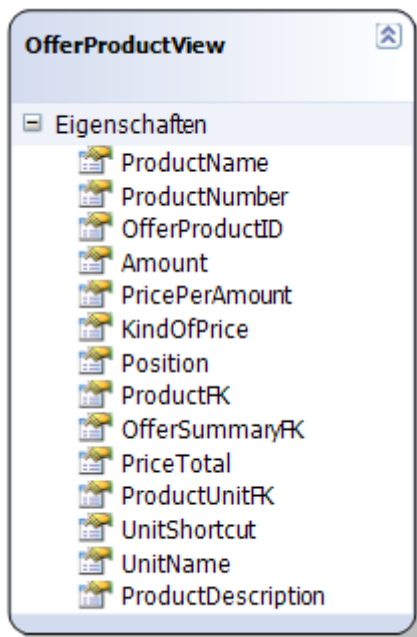 OfferProductView
Eigenschaften
ProductName
ProductNumber
OfferProductID
Amount
PricePerAmount
KindOfPrice
Position
ProductFK
OfferSummaryFK
PriceTotal
ProductUnitFK
UnitShortcut
UnitName
ProductDescription